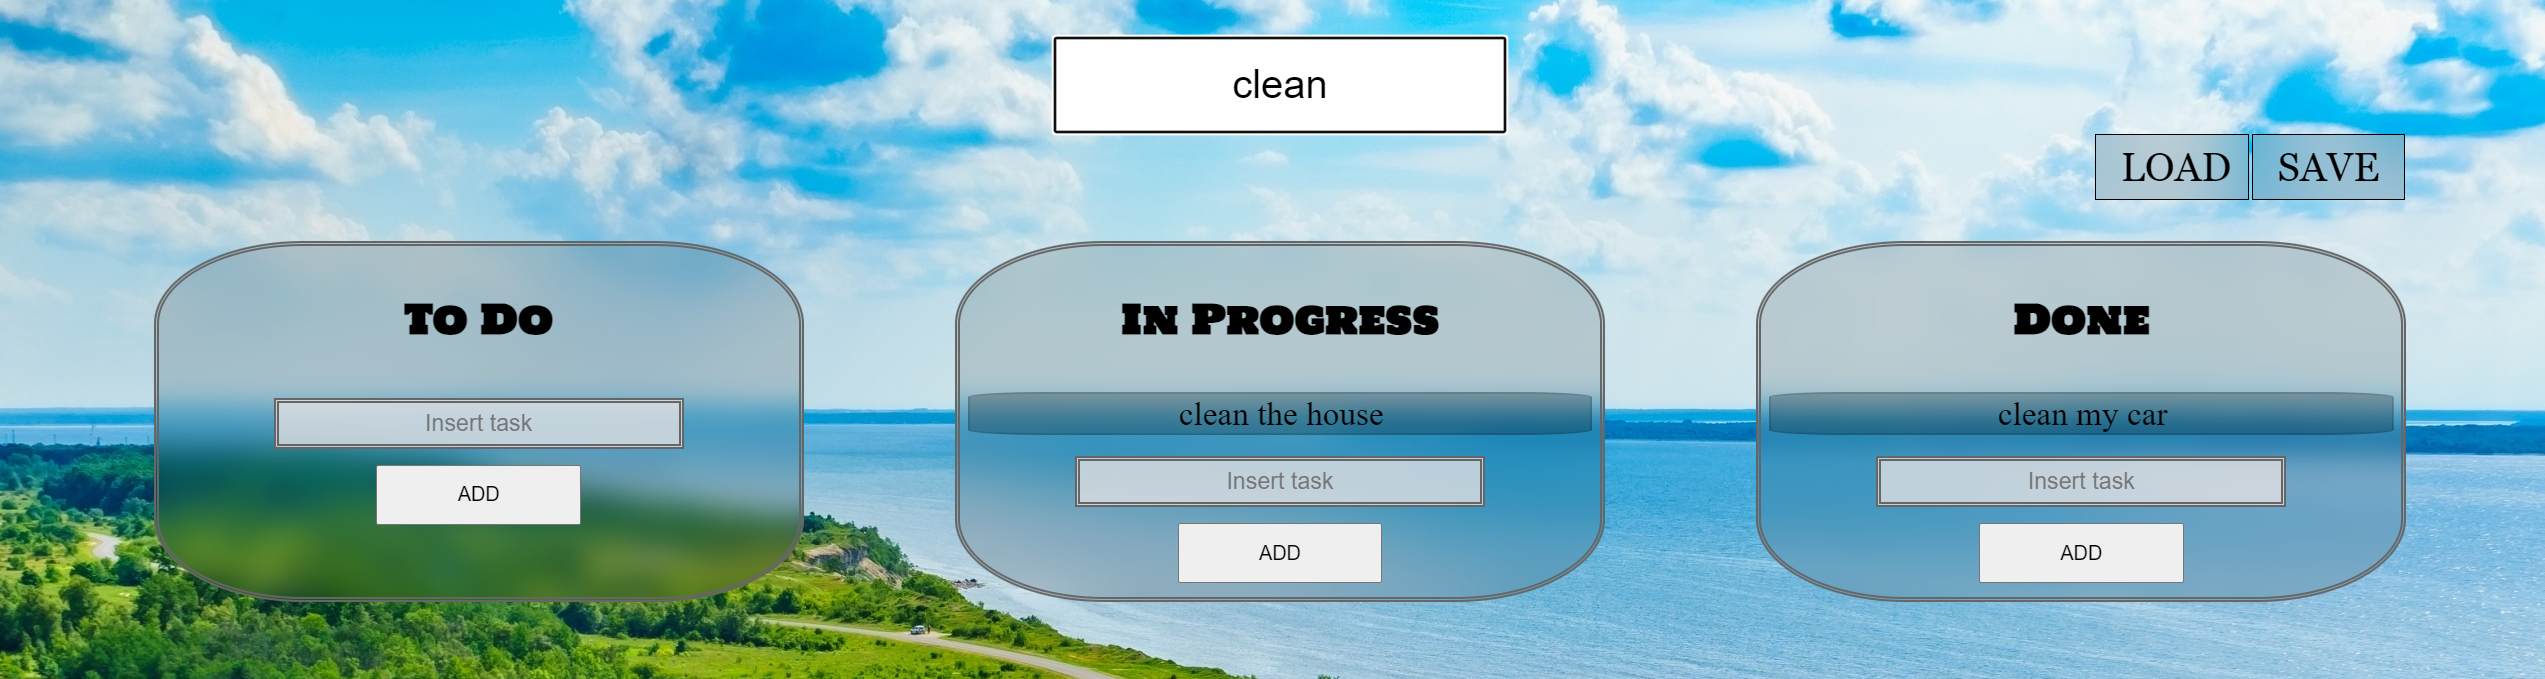 clean
LOAD SAVE
To Do
Insert task
ADD
In Progress
clean the house
Insert task
ADD
Done
clean my car
Insert task
ADD